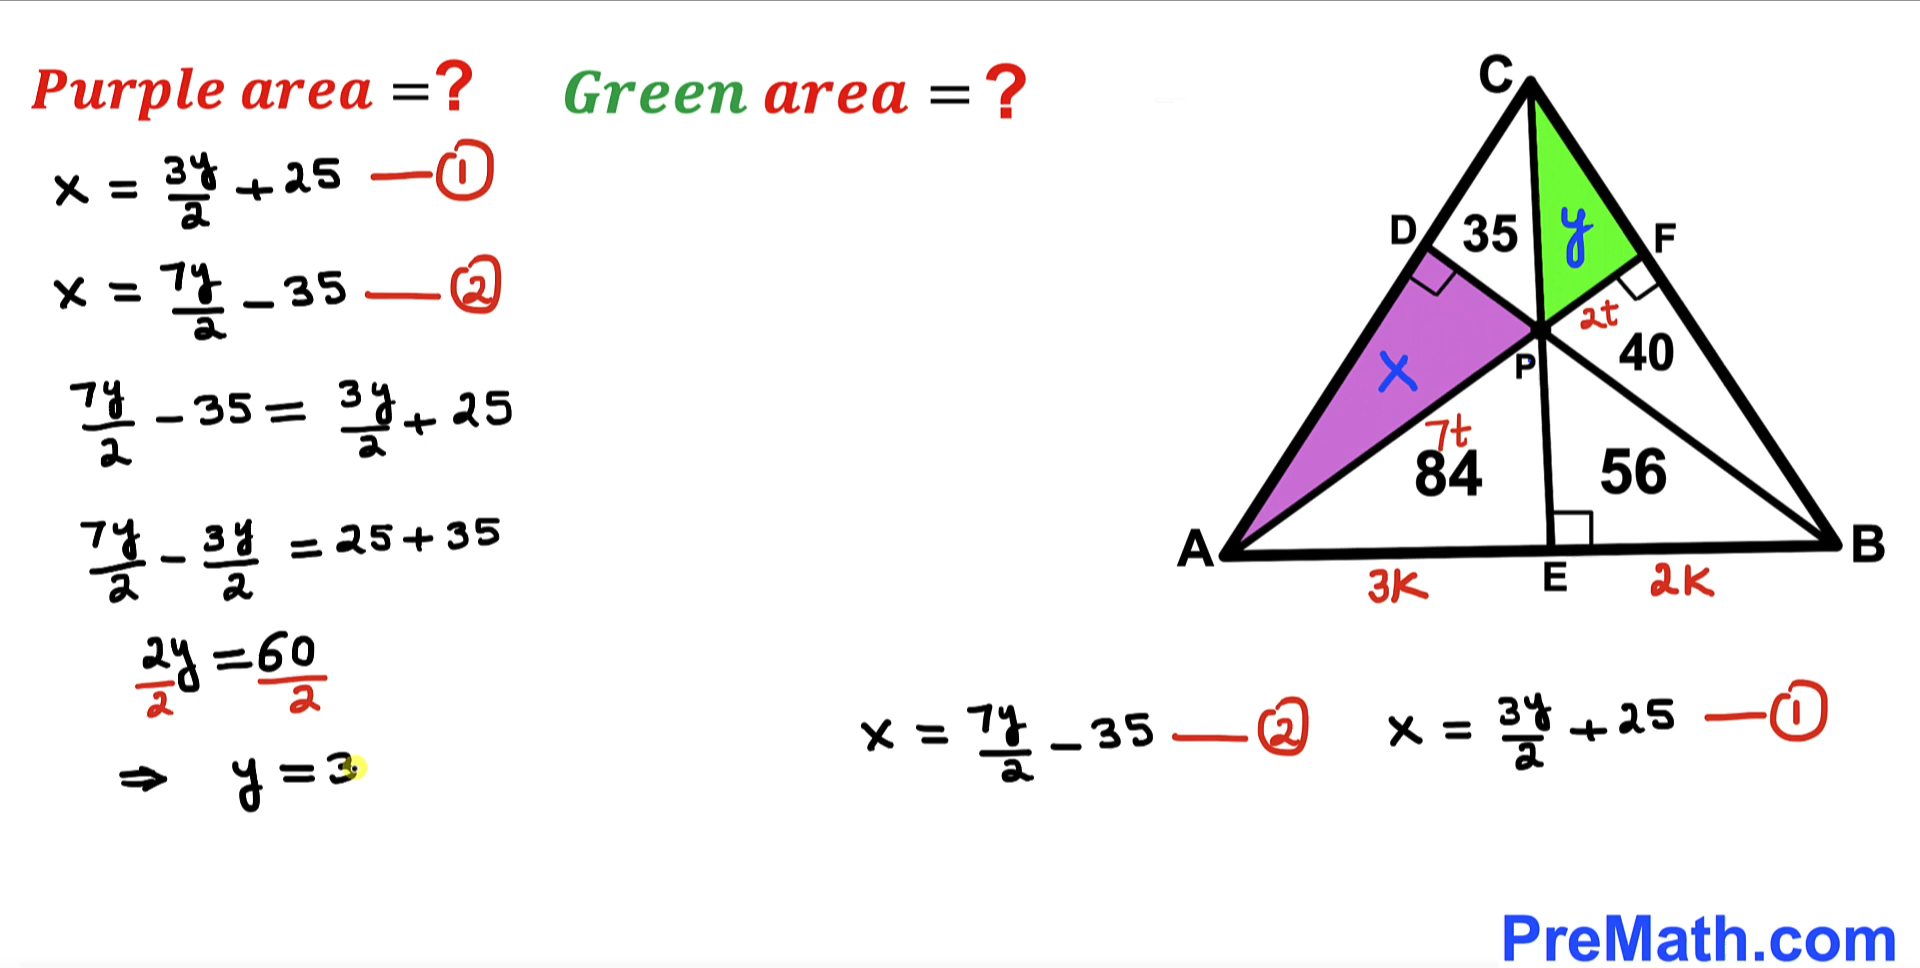 Purple area = ? Green area = ?
x = 3y/2 + 25 — ①
x = 7y/2 - 35 — ②
7y/2 - 35 = 3y/2 + 25
7y/2 - 3y/2 = 25 + 35
2y/2 = 60/2
⇒ y = 3
C
D 35 y F
2t
P 40
x
7t
84 56
A B
3K E 2K
x = 7y/2 - 35 — ② x = 3y/2 + 25 — ①
PreMath.com